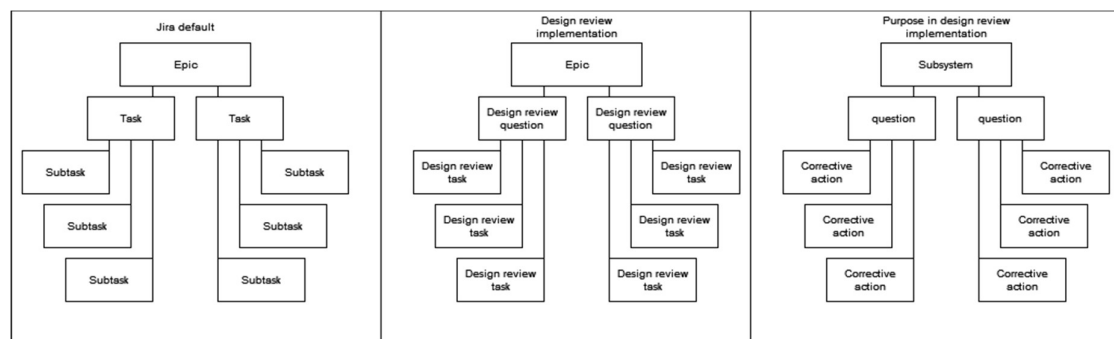 Jira default
Epic
Task
Task
Subtask
Subtask
Subtask
Subtask
Subtask
Subtask
Design review
implementation
Epic
Design review
question
Design review
question
Design review
task
Design review
task
Design review
task
Design review
task
Design review
task
Design review
task
Purpose in design review
implementation
Subsystem
question
question
Corrective
action
Corrective
action
Corrective
action
Corrective
action
Corrective
action
Corrective
action